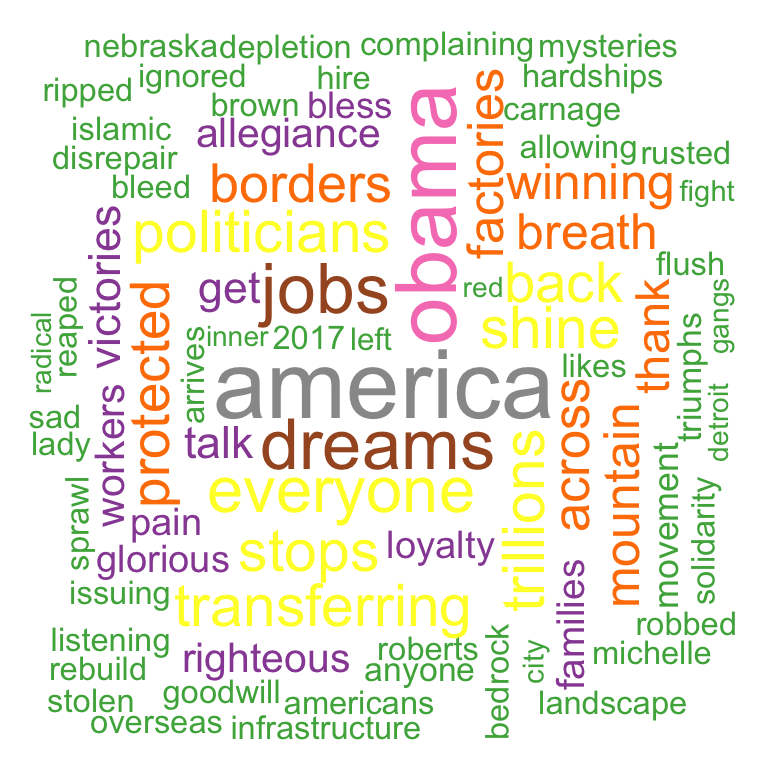 nebraska
depletion
complaining
mysteries
ripped
ignored
hire
hardships
brown
bless
carnage
islamic
allegiance
obama
factories
disrepair
allowing
rusted
bleed
borders
winning
fight
politicians
breath
victories
get
jobs
red
back
flush
reaped
protected
shine
thank
gangs
radical
arrives
inner
2017
left
america
likes
triumphs
sad
lady
workers
talk
dreams
across
mountain
detroit
sprawl
everyone
trillions
movement
solidarity
pain
glorious
stops
loyalty
issuing
transferring
families
robbed
listening
rebuild
righteous
roberts
anyone
bedrock
city
michelle
stolen
goodwill
americans
landscape
overseas
infrastructure